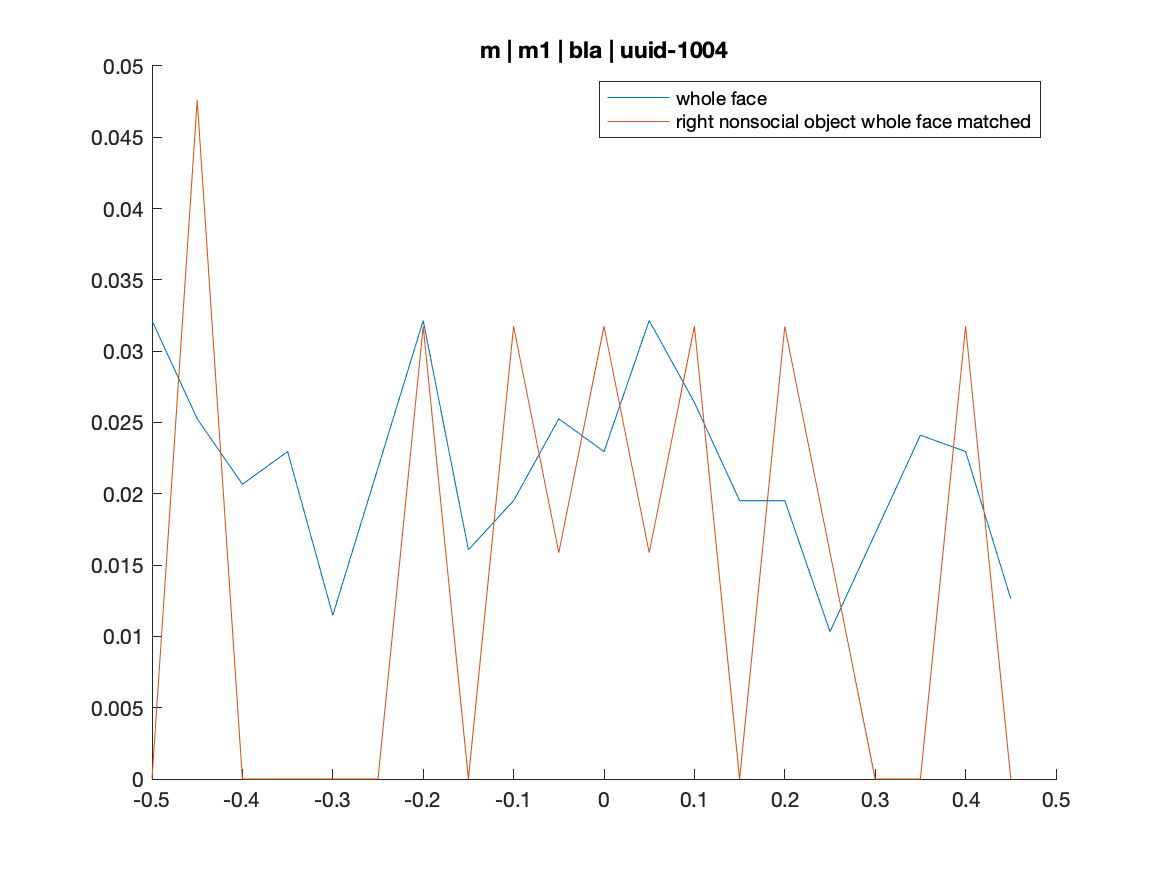 m | m1 | bla | uuid-1004
whole face
right nonsocial object whole face matched
0.05
0.045
0.04
0.035
0.03
0.025
0.02
0.015
0.01
0.005
0
-0.5 -0.4 -0.3 -0.2 -0.1 0 0.1 0.2 0.3 0.4 0.5